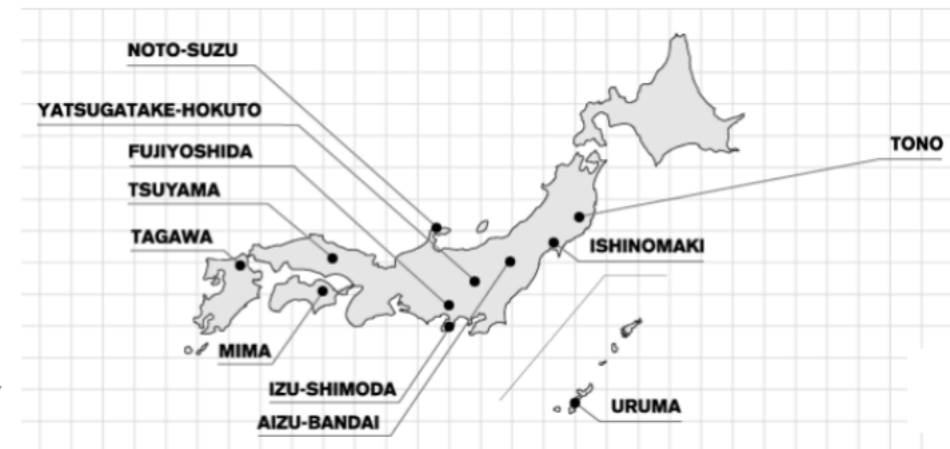 NOTO-SUZU
YATSUGATAKE-HOKUTO
FUJIYOSHIDA
TONO
TSUYAMA
TAGAWA
ISHINOMAKI
MIMA
IZU-SHIMODA
URUMA
AIZU-BANDAI